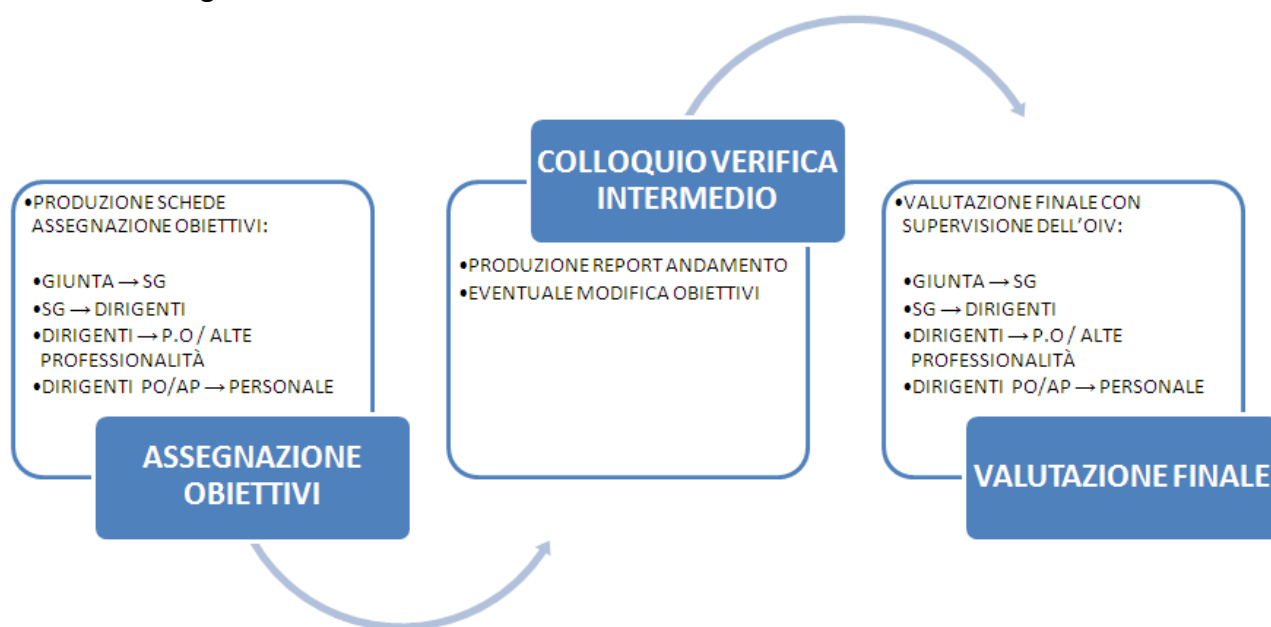 •PRODUZIONE SCHEDE
ASSEGNAZIONE OBIETTIVI:
•GIUNTA → SG
•SG → DIRIGENTI
•DIRIGENTI → P.O / ALTE
PROFESSIONALITÀ
•DIRIGENTI PO/AP → PERSONALE
ASSEGNAZIONE
OBIETTIVI
COLLOQUIO VERIFICA
INTERMEDIO
•PRODUZIONE REPORT ANDAMENTO
•EVENTUALE MODIFICA OBIETTIVI
•VALUTAZIONE FINALE CON
SUPERVISIONE DELL'OIV:
•GIUNTA → SG
•SG → DIRIGENTI
•DIRIGENTI → P.O / ALTE
PROFESSIONALITÀ
•DIRIGENTI PO/AP → PERSONALE
VALUTAZIONE FINALE